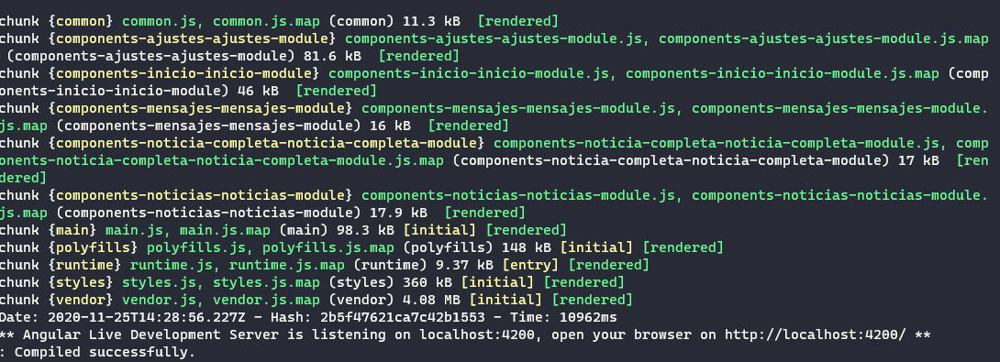 chunk {common} common.js, common.js.map (common) 11.3 kB  [rendered]
chunk {components-ajustes-ajustes-module} components-ajustes-ajustes-module.js, components-ajustes-ajustes-module.js.map
 (components-ajustes-ajustes-module) 81.6 kB  [rendered]
chunk {components-inicio-inicio-module} components-inicio-inicio-module.js, components-inicio-inicio-module.js.map (comp
onents-inicio-inicio-module) 46 kB  [rendered]
chunk {components-mensajes-mensajes-module} components-mensajes-mensajes-module.js, components-mensajes-mensajes-module.
js.map (components-mensajes-mensajes-module) 16 kB  [rendered]
chunk {components-noticia-completa-noticia-completa-module} components-noticia-completa-noticia-completa-module.js, comp
onents-noticia-completa-noticia-completa-module.js.map (components-noticia-completa-noticia-completa-module) 17 kB  [ren
dered]
chunk {components-noticias-noticias-module} components-noticias-noticias-module.js, components-noticias-noticias-module.
js.map (components-noticias-noticias-module) 17.9 kB  [rendered]
chunk {main} main.js, main.js.map (main) 98.3 kB [initial] [rendered]
chunk {polyfills} polyfills.js, polyfills.js.map (polyfills) 148 kB [initial] [rendered]
chunk {runtime} runtime.js, runtime.js.map (runtime) 9.37 kB [entry] [rendered]
chunk {styles} styles.js, styles.js.map (styles) 360 kB [initial] [rendered]
chunk {vendor} vendor.js, vendor.js.map (vendor) 4.08 MB [initial] [rendered]
Date: 2020-11-25T14:28:56.227Z - Hash: 2b5f47621ca7c42b1553 - Time: 10962ms
** Angular Live Development Server is listening on localhost:4200, open your browser on http://localhost:4200/ **
: Compiled successfully.